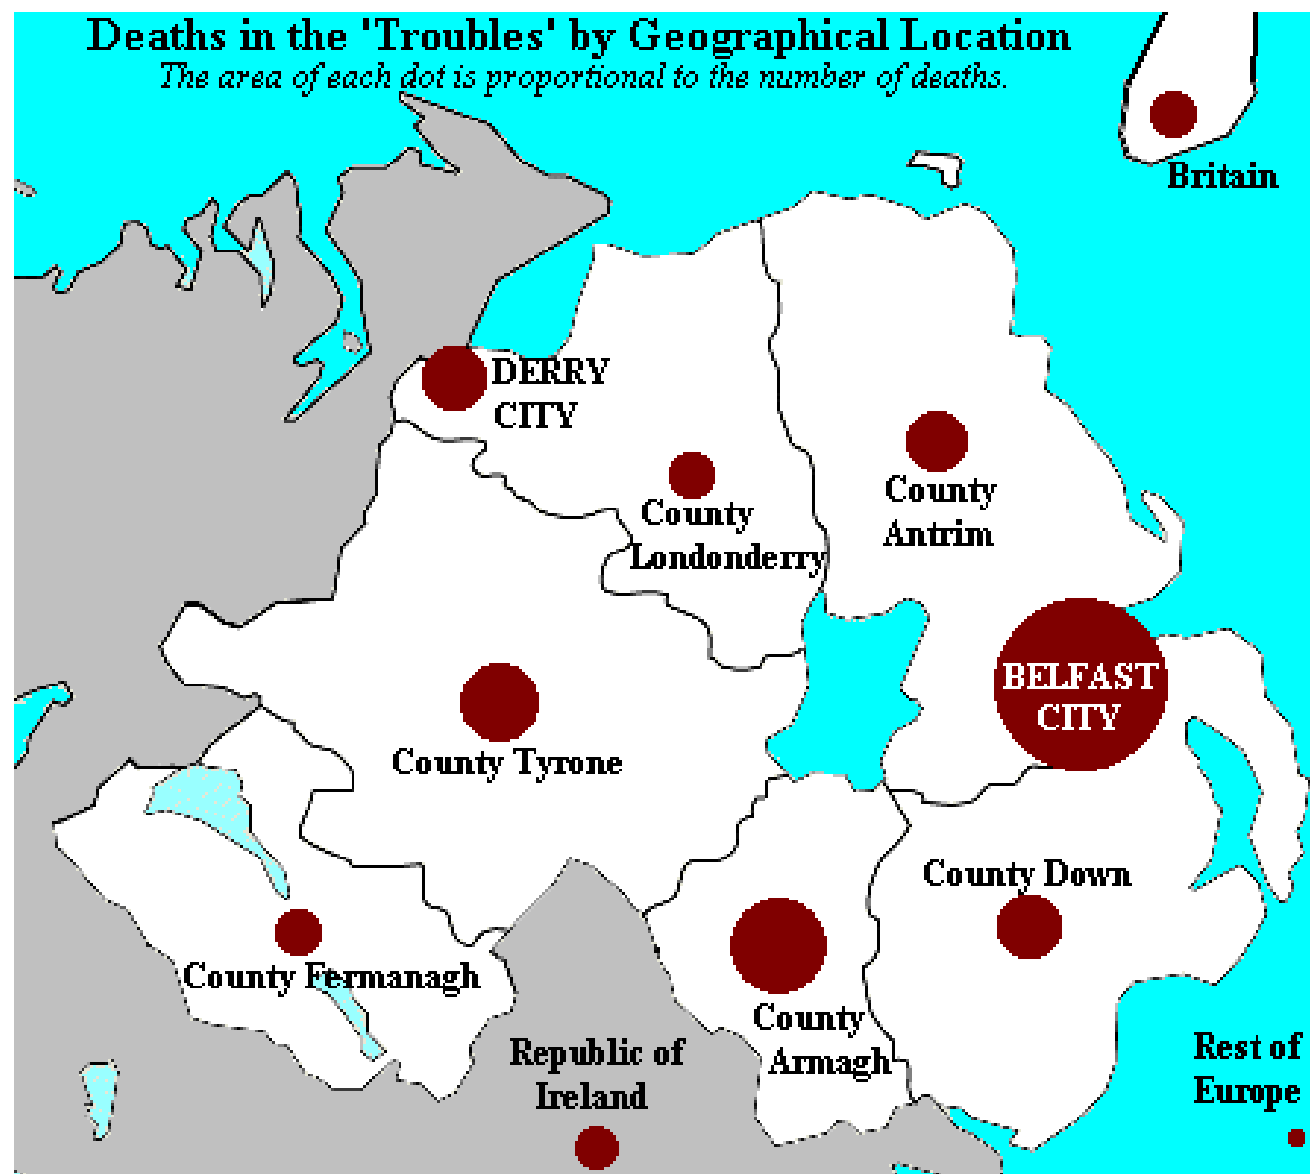 Deaths in the 'Troubles' by Geographical Location
The area of each dot is proportional to the number of deaths.
Britain
DERRY
CITY
County
Londonderry
County
Antrim
BELFAST
CITY
County Tyrone
County Down
County Fermanagh
County
Armagh
Republic of
Ireland
Rest of
Europe